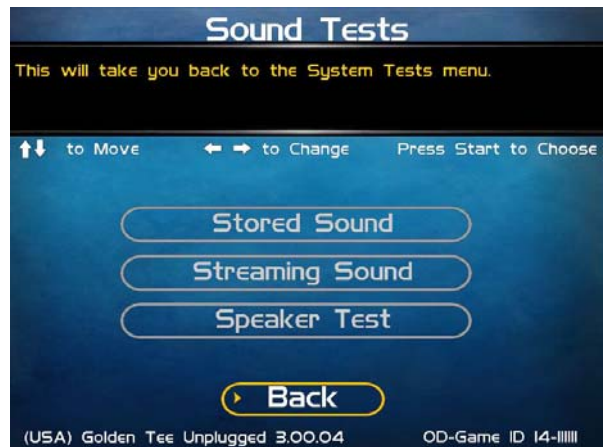 Sound Tests
This will take you back to the System Tests menu.
to Move to Change Press Start to Choose
Stored Sound
Streaming Sound
Speaker Test
Back
(USA) Golden Tee Unplugged 3.00.04 OD-Game ID 14-111111